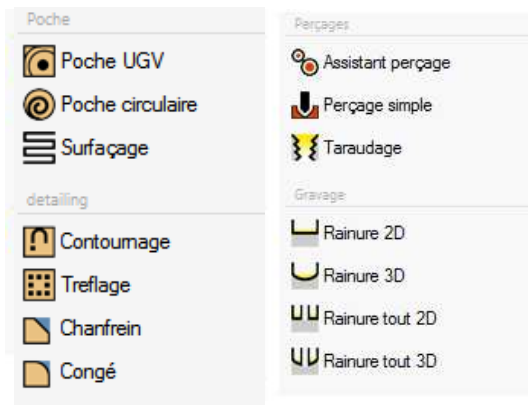 Poche
Poche UGV
Poche circulaire
Surfaçage
detailing
Contournage
Treflage
Chanfrein
Congé
Perçages
Assistant perçage
Perçage simple
Taraudage
Gravage
Rainure 2D
Rainure 3D
Rainure tout 2D
Rainure tout 3D